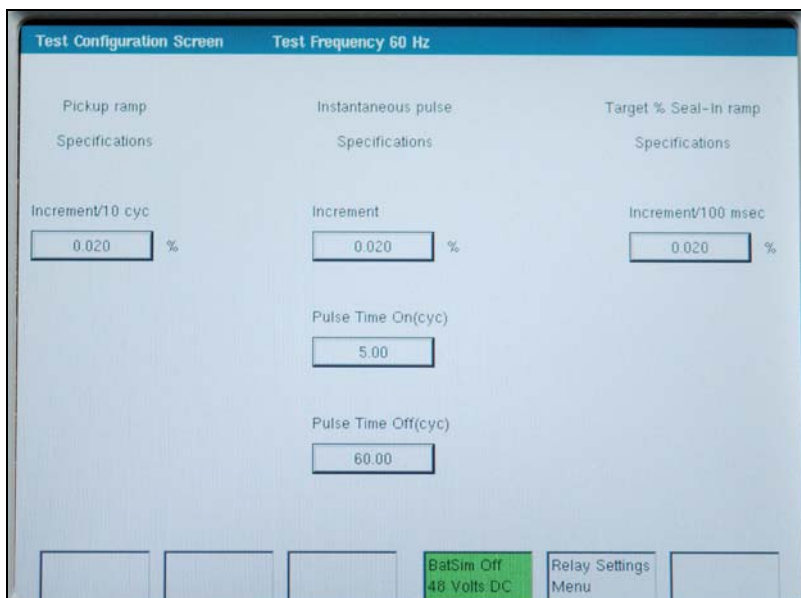 Test Configuration Screen Test Frequency 60 Hz
Pickup ramp
Specifications
Instantaneous pulse
Specifications
Target % Seal-In ramp
Specifications
Increment/10 cyc
0.020 %
Increment
0.020 %
Increment/100 msec
0.020 %
Pulse Time On(cyc)
5.00
Pulse Time Off(cyc)
60.00
BatSim Off
48 Volts DC
Relay Settings
Menu